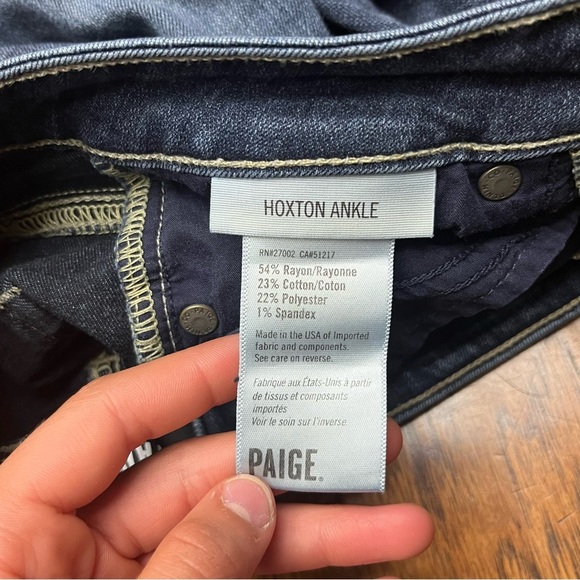 HOXTON ANKLE
RN#27002 CA#51217
54% Rayon/Rayonne
23% Cotton/Coton
22% Polyester
1% Spandex
Made in the USA of Imported
fabric and components.
See care on reverse.
Fabrique aux États-Unis à partir
de tissus et composants
importés
Voir le soin sur l'inverse
PAIGE